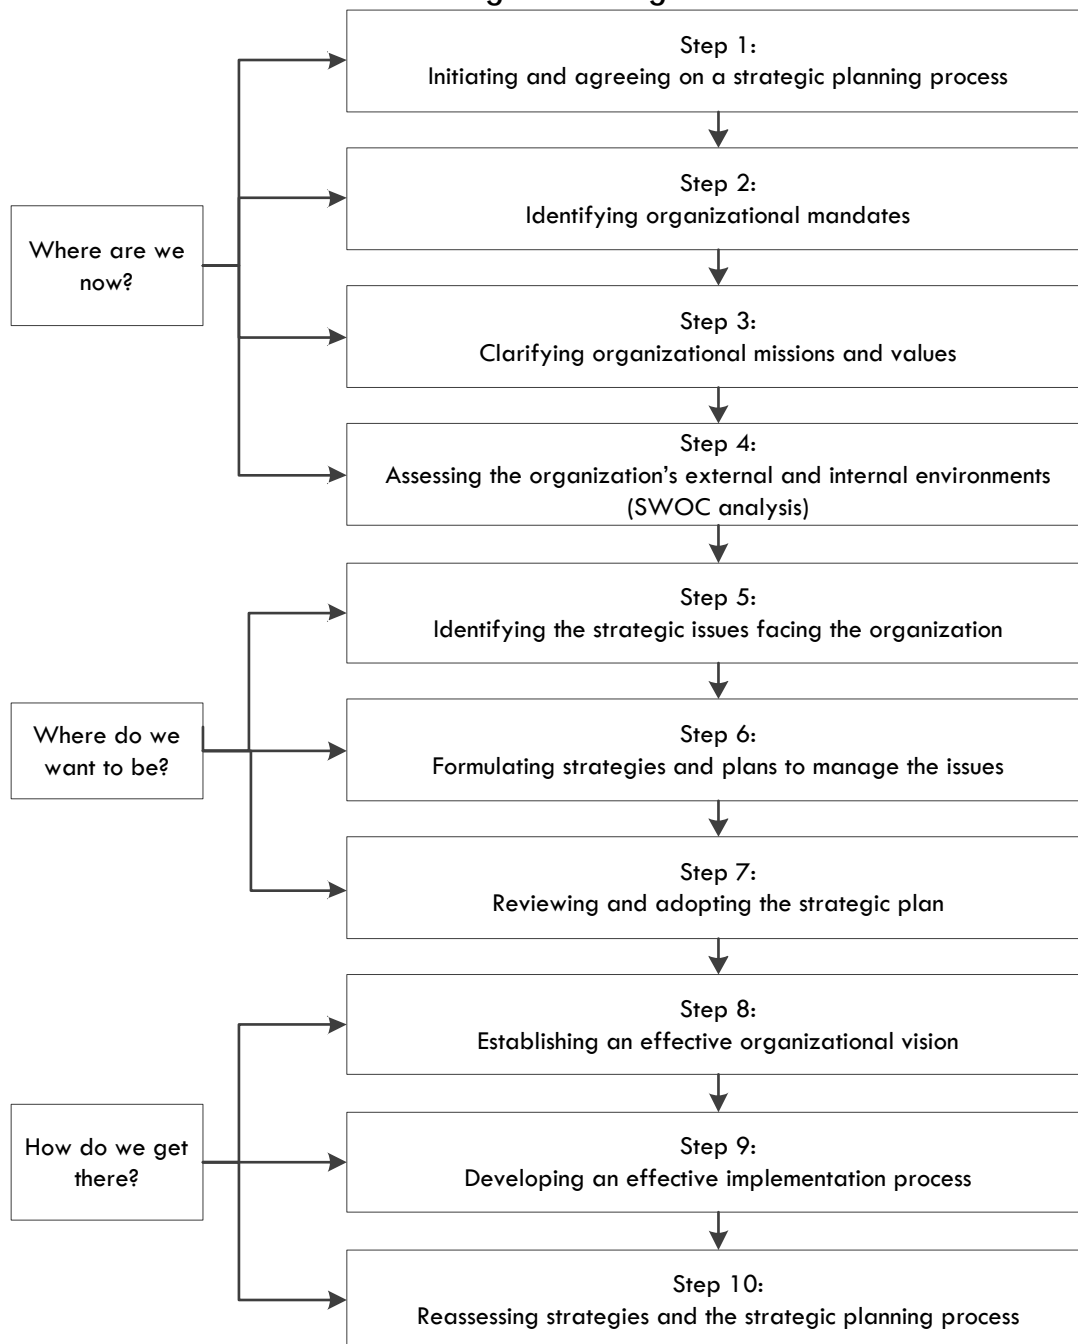 Step 1:
Initiating and agreeing on a strategic planning process
Step 2:
Identifying organizational mandates
Where are we
now?
Step 3:
Clarifying organizational missions and values
Step 4:
Assessing the organization's external and internal environments
(SWOC analysis)
Step 5:
Identifying the strategic issues facing the organization
Where do we
want to be?
Step 6:
Formulating strategies and plans to manage the issues
Step 7:
Reviewing and adopting the strategic plan
Step 8:
Establishing an effective organizational vision
How do we get
there?
Step 9:
Developing an effective implementation process
Step 10:
Reassessing strategies and the strategic planning process